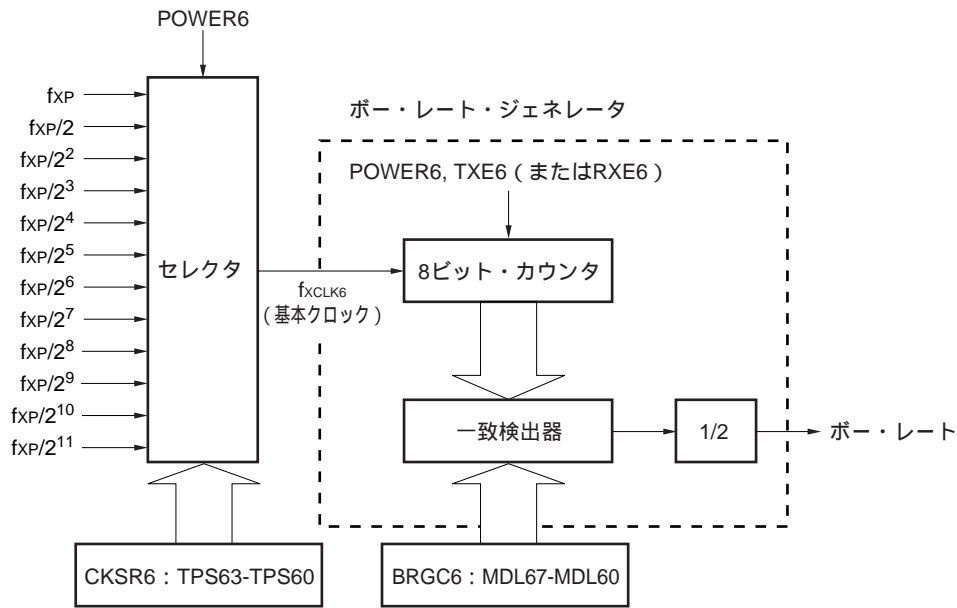 POWER6
fXP
fXP/2
fXP/2²
fXP/2³
fXP/2⁴
fXP/2⁵
fXP/2⁶
fXP/2⁷
fXP/2⁸
fXP/2⁹
fXP/2¹⁰
fXP/2¹¹
セレクタ
fXCLK6
(基本クロック)
ボー・レート・ジェネレータ
POWER6, TXE6(またはRXE6)
8ビット・カウンタ
一致検出器
1/2
ボー・レート
CKSR6:TPS63-TPS60
BRGC6:MDL67-MDL60